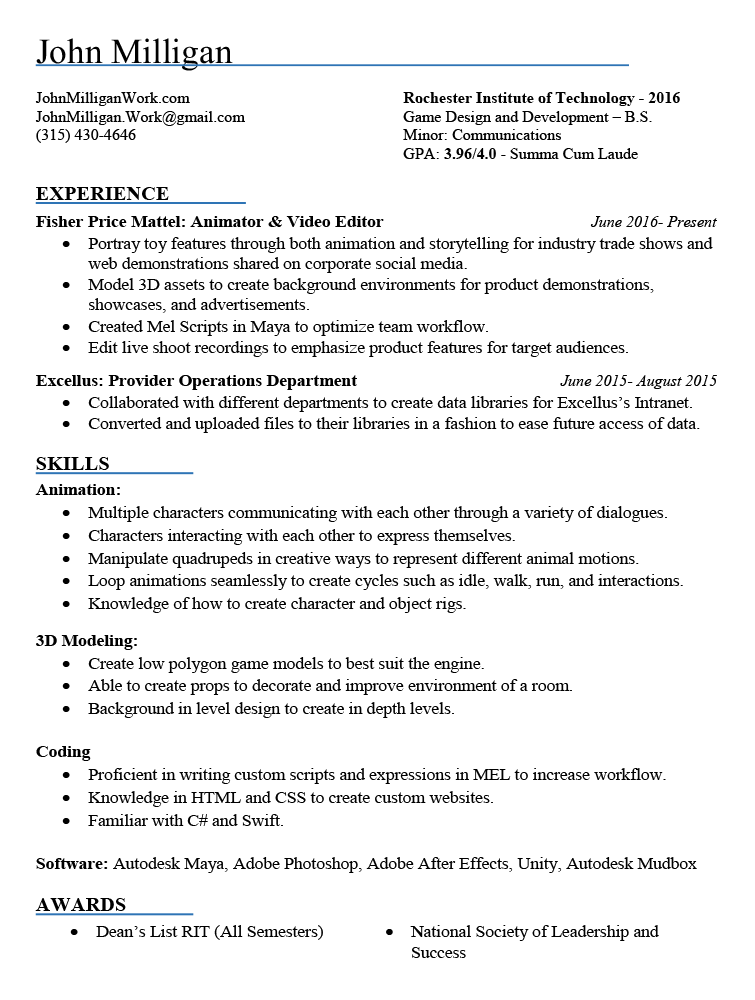 John Milligan
JohnMilliganWork.com
JohnMilligan.Work@gmail.com
(315) 430-4646
Rochester Institute of Technology - 2016
Game Design and Development – B.S.
Minor: Communications
GPA: 3.96/4.0 - Summa Cum Laude
EXPERIENCE
Fisher Price Mattel: Animator & Video Editor June 2016- Present
• Portray toy features through both animation and storytelling for industry trade shows and
web demonstrations shared on corporate social media.
• Model 3D assets to create background environments for product demonstrations,
showcases, and advertisements.
• Created Mel Scripts in Maya to optimize team workflow.
• Edit live shoot recordings to emphasize product features for target audiences.
Excellus: Provider Operations Department June 2015- August 2015
• Collaborated with different departments to create data libraries for Excellus’s Intranet.
• Converted and uploaded files to their libraries in a fashion to ease future access of data.
SKILLS
Animation:
• Multiple characters communicating with each other through a variety of dialogues.
• Characters interacting with each other to express themselves.
• Manipulate quadrupeds in creative ways to represent different animal motions.
• Loop animations seamlessly to create cycles such as idle, walk, run, and interactions.
• Knowledge of how to create character and object rigs.
3D Modeling:
• Create low polygon game models to best suit the engine.
• Able to create props to decorate and improve environment of a room.
• Background in level design to create in depth levels.
Coding
• Proficient in writing custom scripts and expressions in MEL to increase workflow.
• Knowledge in HTML and CSS to create custom websites.
• Familiar with C# and Swift.
Software: Autodesk Maya, Adobe Photoshop, Adobe After Effects, Unity, Autodesk Mudbox
AWARDS
• Dean’s List RIT (All Semesters)
• National Society of Leadership and
Success